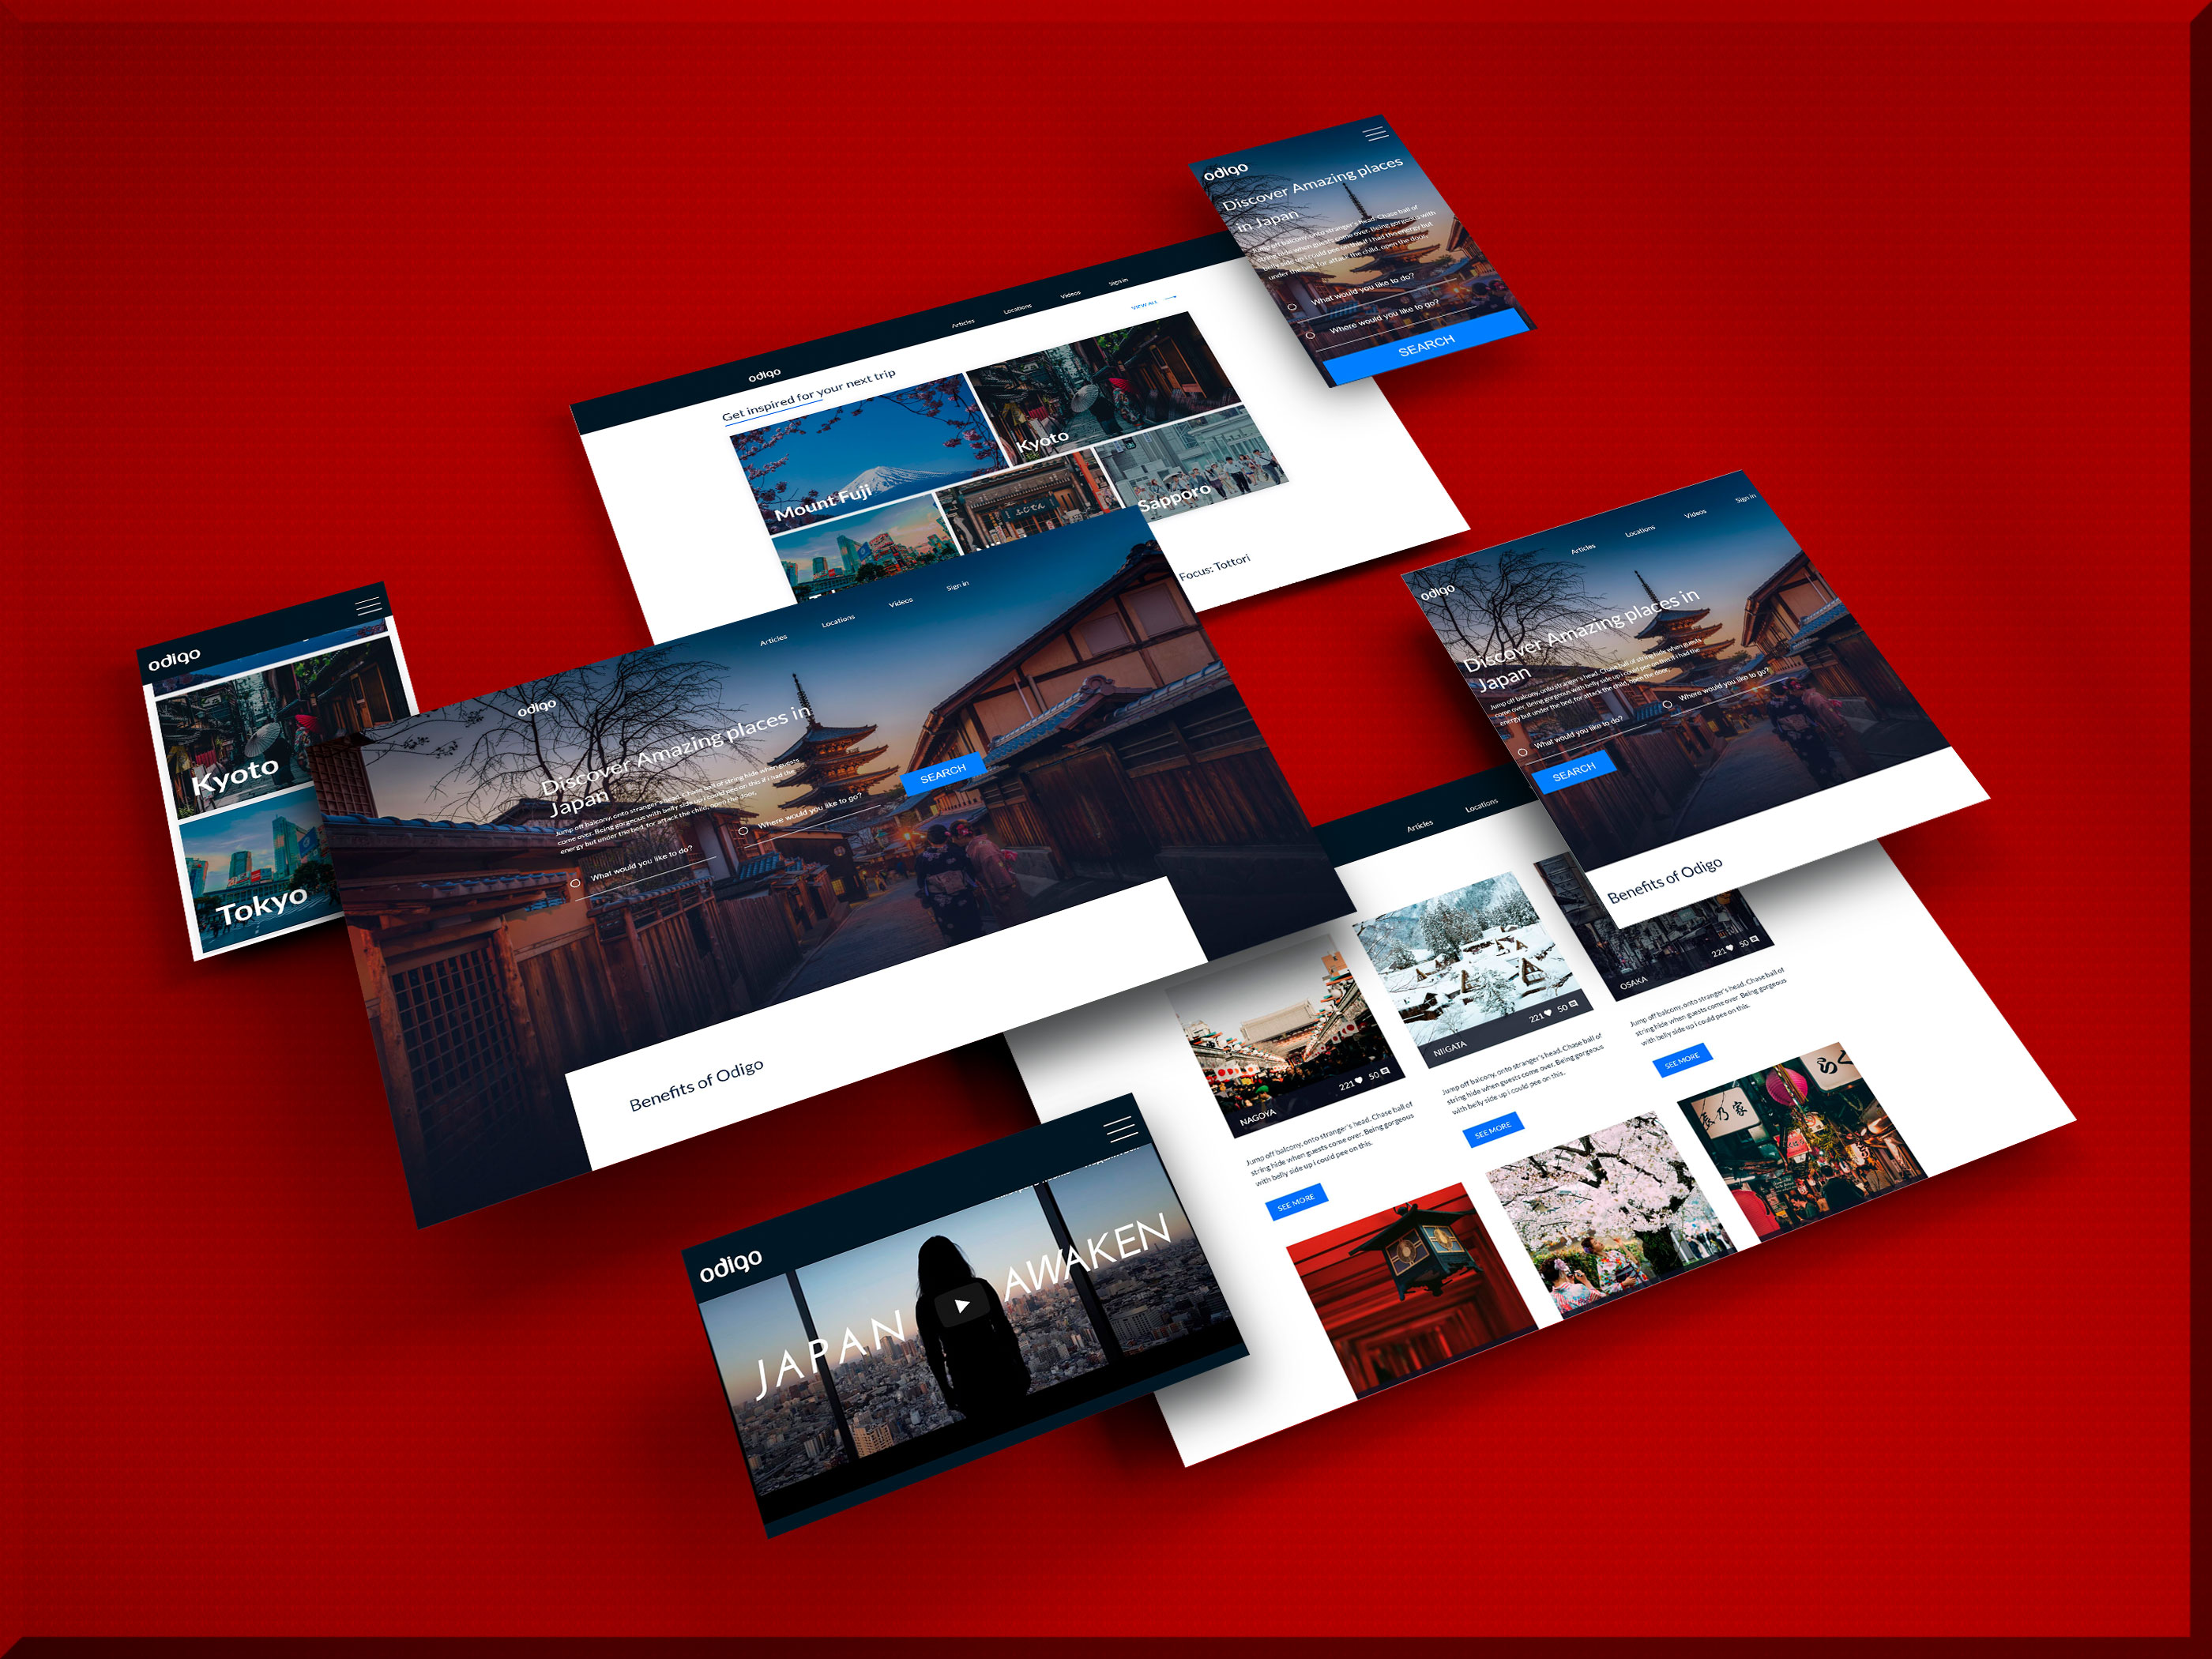 odigo
Discover Amazing places
in Japan
Jump off balcony, onto stranger's head. Chase ball of
string hide when guests come over. Being gorgeous with
belly side up i could pee on this if i had the energy but
under the bed, for attack the child, open the door,
What would you like to do?
Where would you like to go?
SEARCH
odigo
Articles
Locations
Videos
Sign in
VIEW ALL
Get inspired for your next trip
Mount Fuji
Kyoto
ふじでん
Sapporo
Focus: Tottori
odigo
Kyoto
Tokyo
odigo
Articles
Locations
Videos
Sign in
Discover Amazing places in
Japan
Jump off balcony, onto stranger's head. Chase ball of string hide when guests
come over. Being gorgeous with belly side up i could pee on this if i had the
energy but under the bed, for attack the child, open the door,
What would you like to do?
Where would you like to go?
SEARCH
Benefits of Odigo
odigo
Articles
Locations
Videos
Sign in
Discover Amazing places in
Japan
Jump off balcony, onto stranger's head. Chase ball of string hide when guests
come over. Being gorgeous with belly side up i could pee on this if i had the
energy but under the bed, for attack the child, open the door,
What would you like to do?
Where would you like to go?
SEARCH
Benefits of Odigo
Articles
Locations
NAGOYA
221 50
Jump off balcony, onto stranger's head. Chase ball of
string hide when guests come over. Being gorgeous
with belly side up i could pee on this.
SEE MORE
NIIGATA
221 50
Jump off balcony, onto stranger's head. Chase ball of
string hide when guests come over. Being gorgeous
with belly side up i could pee on this.
SEE MORE
OSAKA
221 50
Jump off balcony, onto stranger's head. Chase ball of
string hide when guests come over. Being gorgeous
with belly side up i could pee on this.
SEE MORE
辰乃家
odigo
JAPAN AWAKEN